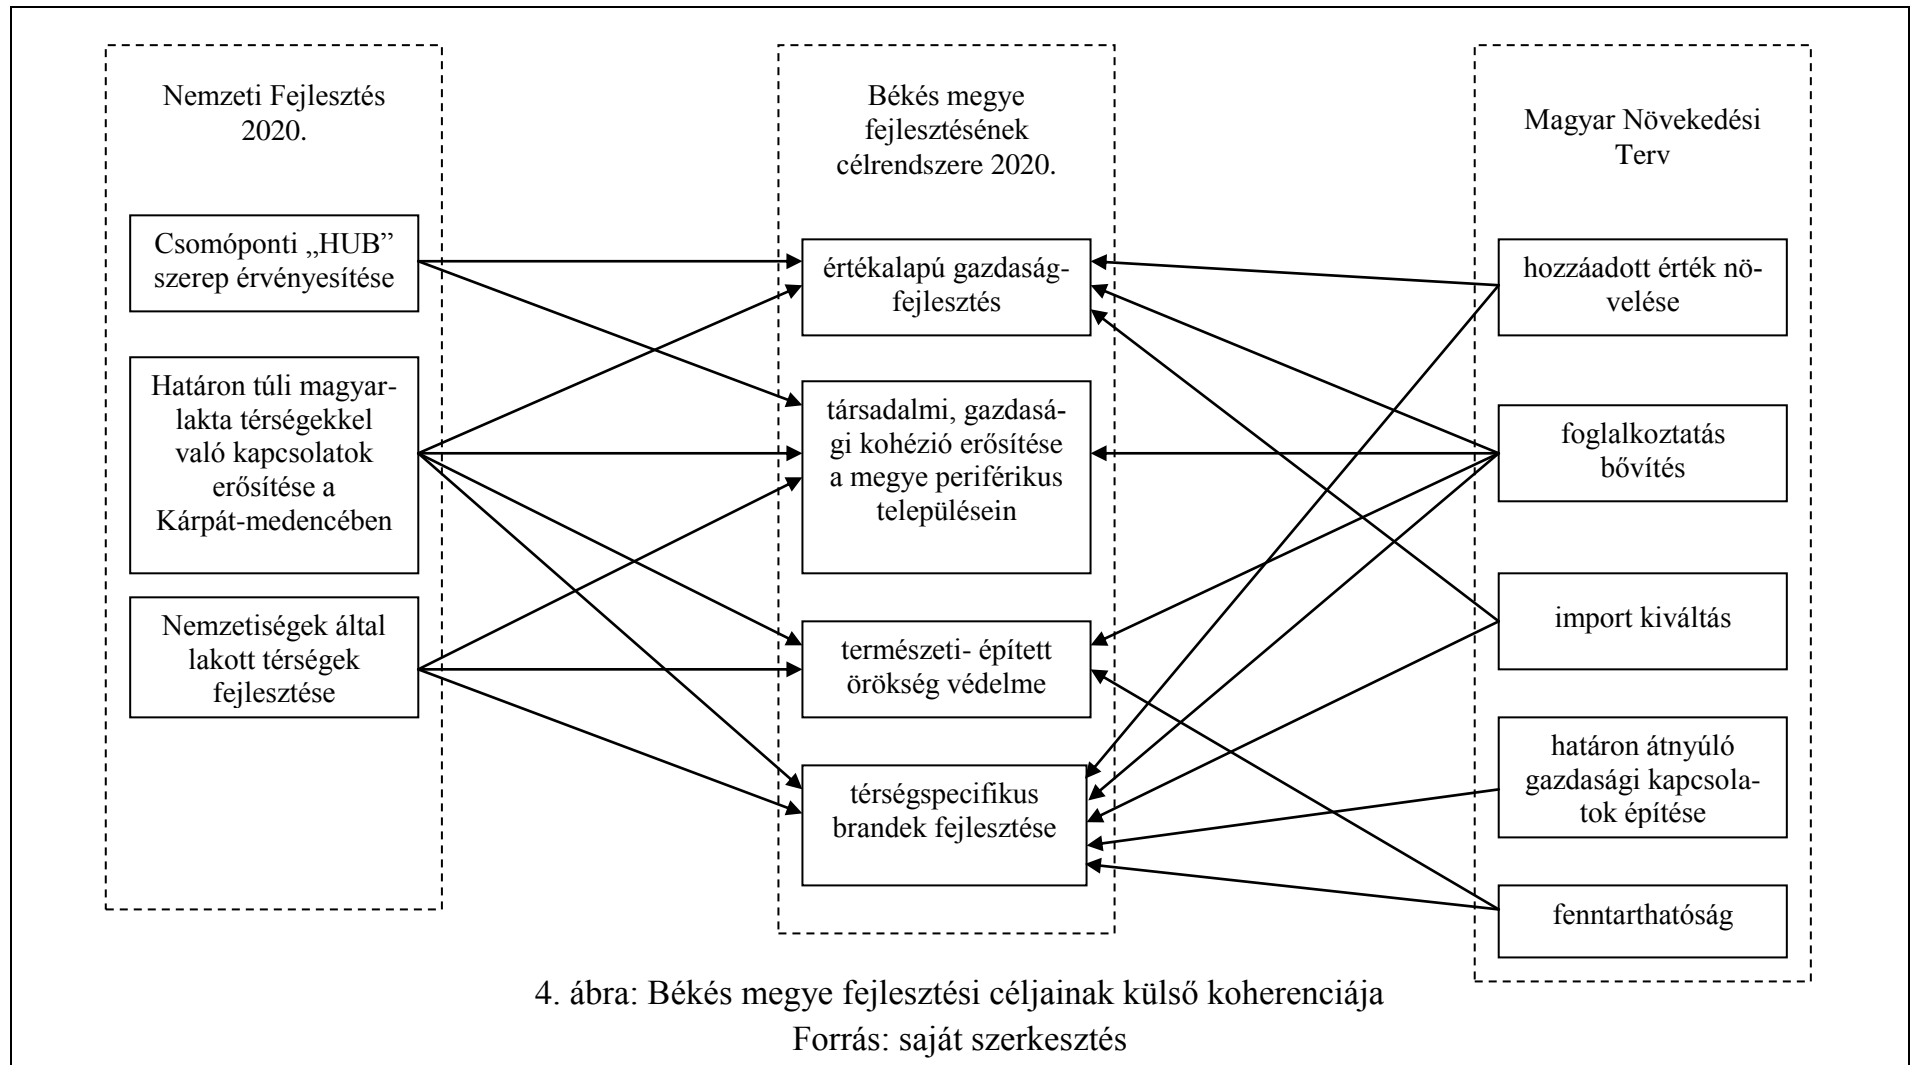 Nemzeti Fejlesztés
2020.
Csomóponti „HUB”
szerep érvényesítése
Határon túli magyar-
lakta térségekkel
való kapcsolatok
erősítése a
Kárpát-medencében
Nemzetiségek által
lakott térségek
fejlesztése
Békés megye
fejlesztésének
célrendszere 2020.
értékalapú gazdaság-
fejlesztés
társadalmi, gazdasá-
gi kohézió erősítése
a megye periférikus
településein
természeti- épített
örökség védelme
térségspecifikus
brandek fejlesztése
Magyar Növekedési
Terv
hozzáadott érték nö-
velése
foglalkoztatás
bővítés
import kiváltás
határon átnyúló
gazdasági kapcsola-
tok építése
fenntarthatóság
4. ábra: Békés megye fejlesztési céljainak külső koherenciája
Forrás: saját szerkesztés